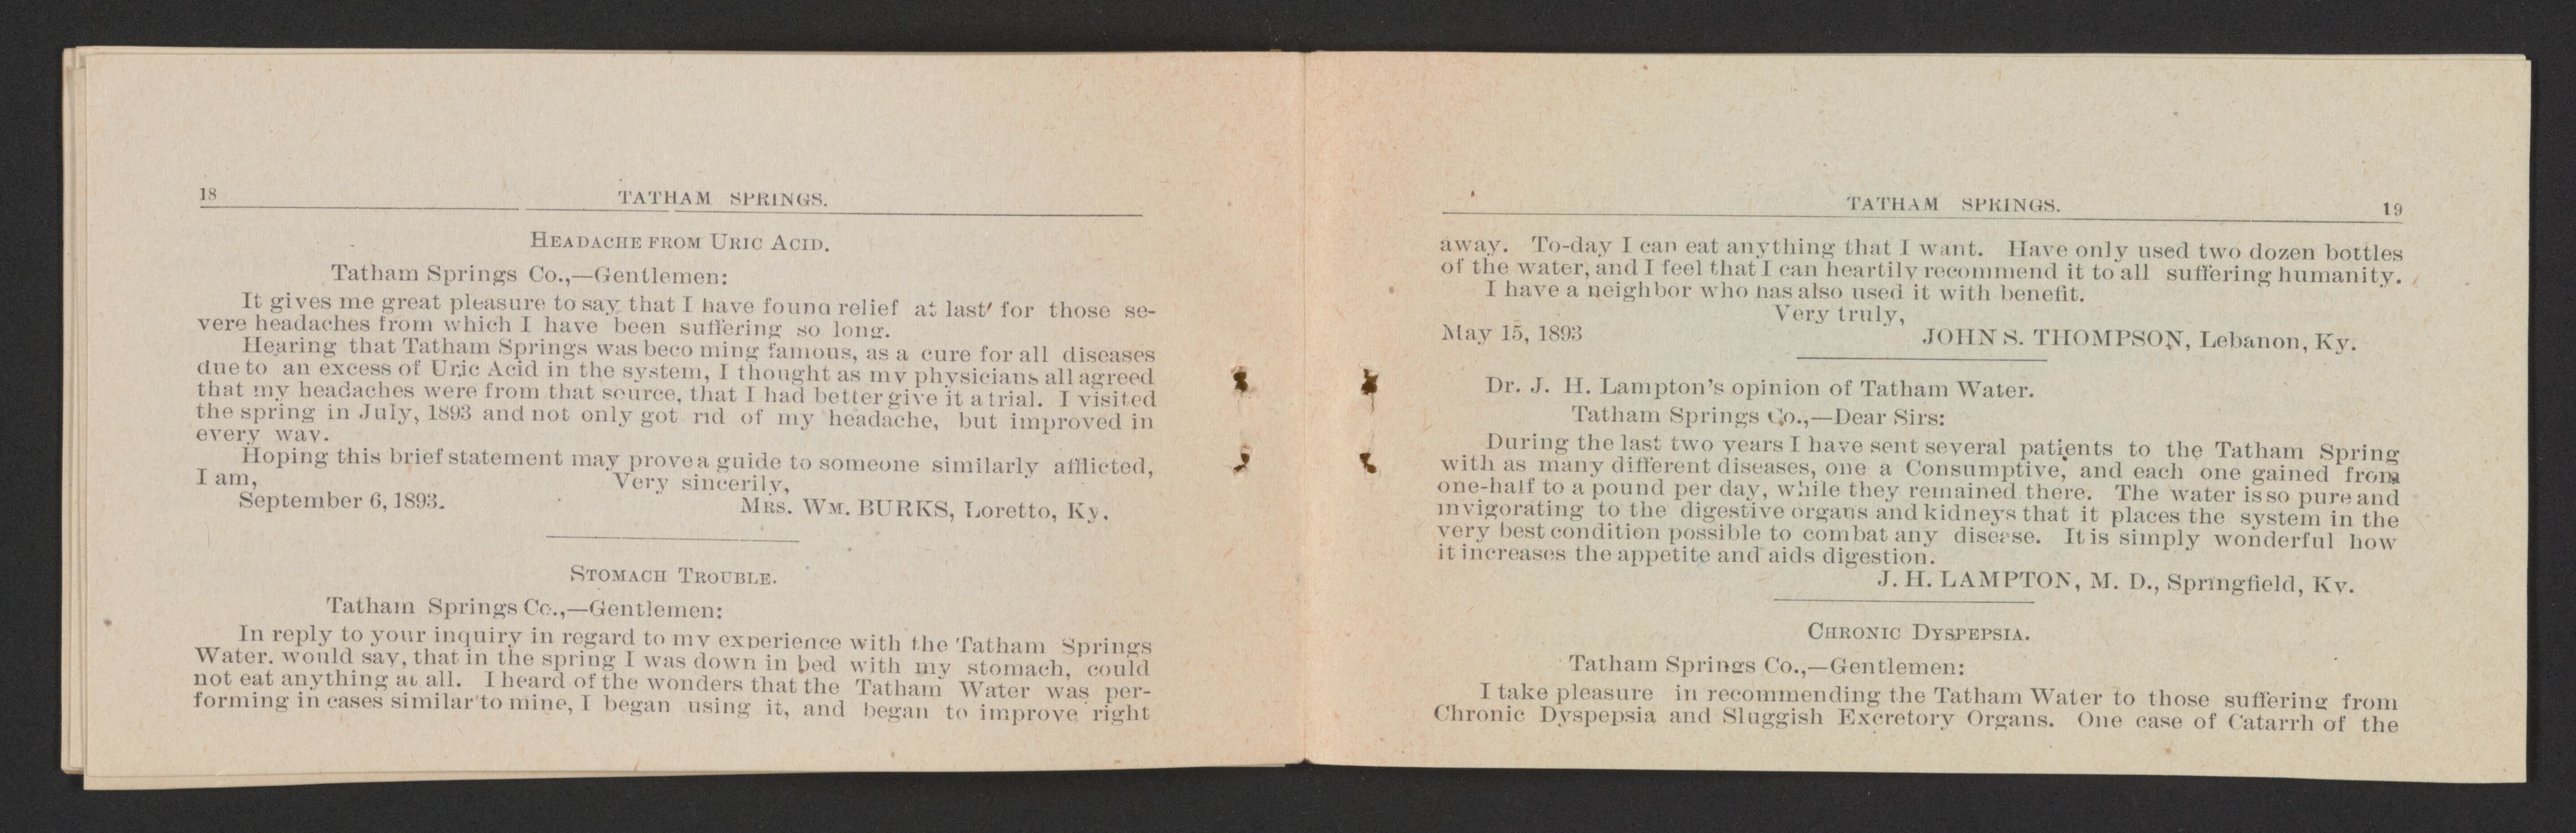 18 TATHAM SPRINGS.
HEADACHE FROM URIC ACID.
Tatham Springs Co.,—Gentlemen:
It gives me great pleasure to say that I have found relief at last for those se-
vere headaches from which I have been suffering so long.
Hearing that Tatham Springs was beco ming famous, as a cure for all diseases
due to an excess of Uric Acid in the system, I thought as my physicians all agreed
that my headaches were from that source, that I had better give it a trial. I visited
the spring in July, 1893 and not only got rid of my headache, but improved in
every way.
Hoping this brief statement may prove a guide to someone similarly afflicted,
I am, Very sincerily,
September 6, 1893. MRS. WM. BURKS, Loretto, Ky.
STOMACH TROUBLE.
Tatham Springs Co.,—Gentlemen:
In reply to your inquiry in regard to my experience with the Tatham Springs
Water. would say, that in the spring I was down in bed with my stomach, could
not eat anything at all. I heard of the wonders that the Tatham Water was per-
forming in cases similar to mine, I began using it, and began to improve right
TATHAM SPRINGS. 19
away. To-day I can eat anything that I want. Have only used two dozen bottles
of the water, and I feel that I can heartily recommend it to all suffering humanity.
I have a neighbor who has also used it with benefit.
Very truly,
May 15, 1893 JOHN S. THOMPSON, Lebanon, Ky.
Dr. J. H. Lampton's opinion of Tatham Water.
Tatham Springs Co.,—Dear Sirs:
During the last two years I have sent several patients to the Tatham Spring
with as many different diseases, one a Consumptive, and each one gained from
one-half to a pound per day, while they remained there. The water is so pure and
invigorating to the digestive organs and kidneys that it places the system in the
very best condition possible to combat any disease. It is simply wonderful how
it increases the appetite and aids digestion.
J. H. LAMPTON, M. D., Springfield, Ky.
CHRONIC DYSPEPSIA.
Tatham Springs Co.,—Gentlemen:
I take pleasure in recommending the Tatham Water to those suffering from
Chronic Dyspepsia and Sluggish Excretory Organs. One case of Catarrh of the